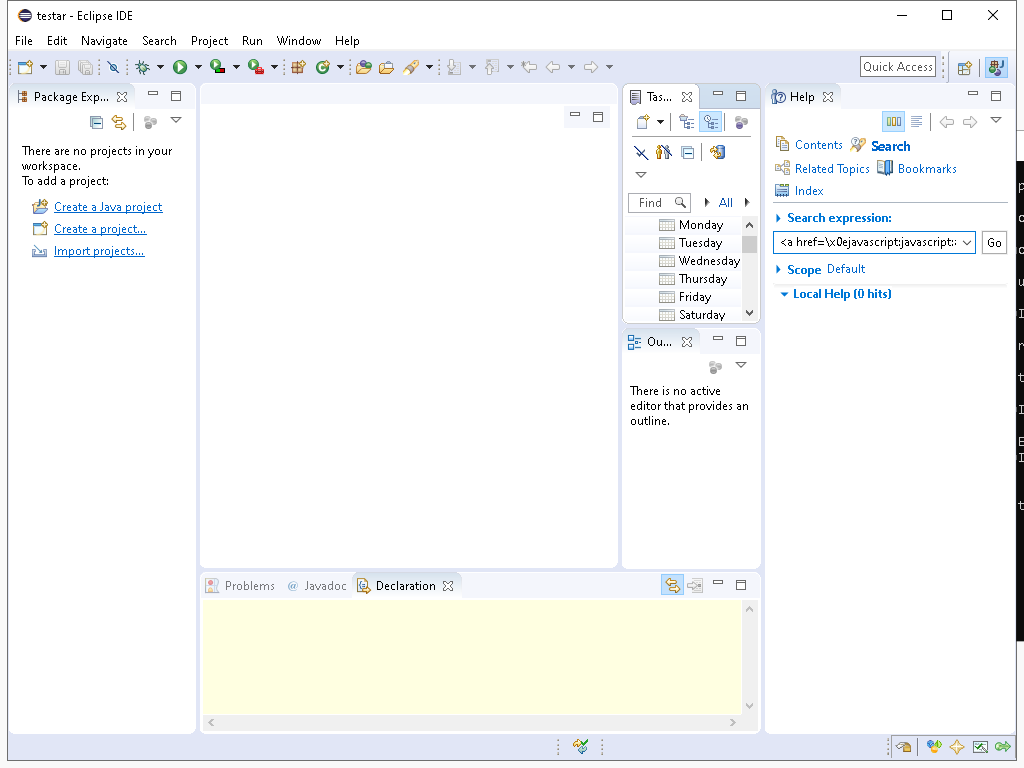 testar - Eclipse IDE
File Edit Navigate Search Project Run Window Help
Quick Access
Package Exp...
There are no projects in your
workspace.
To add a project:
Create a Java project
Create a project...
Import projects...
Tas...
Find
All
Monday
Tuesday
Wednesday
Thursday
Friday
Saturday
Ou...
There is no active
editor that provides an
outline.
Help
Contents Search
Related Topics Bookmarks
Index
Search expression:
<a href=\x0ejavascript:javascript:
Go
Scope Default
Local Help (0 hits)
Problems @ Javadoc Declaration